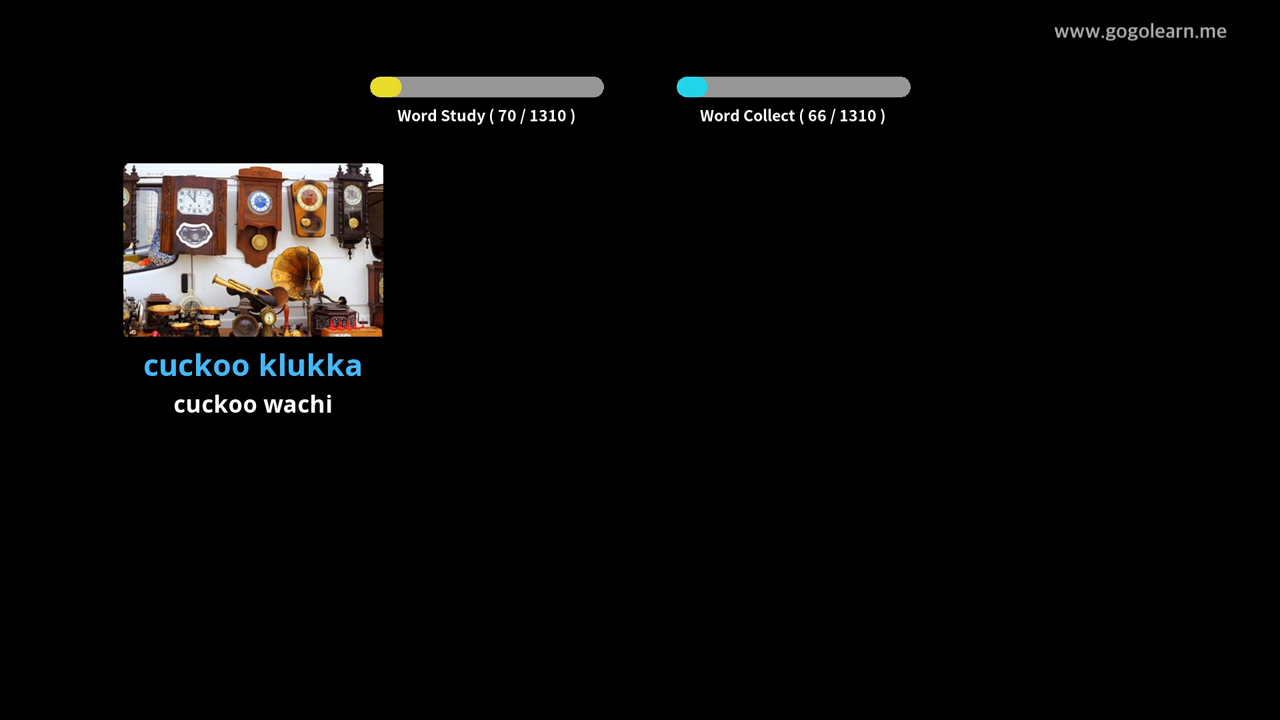 www.gogolearn.me
Word Study ( 70 / 1310 )
Word Collect ( 66 / 1310 )
cuckoo klukka
cuckoo wachi